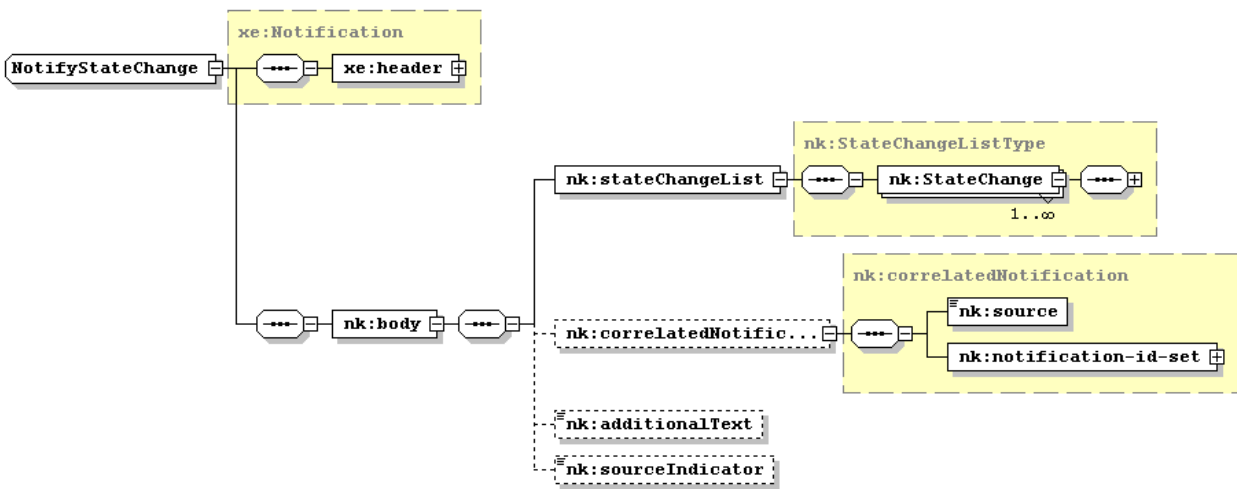 xe:Notification
NotifyStateChange
xe:header
nk:StateChangeListType
nk:stateChangeList
nk:StateChange
1..∞
nk:correlatedNotification
nk:source
nk:body
nk:correlatedNotific...
nk:notification-id-set
nk:additionalText
nk:sourceIndicator